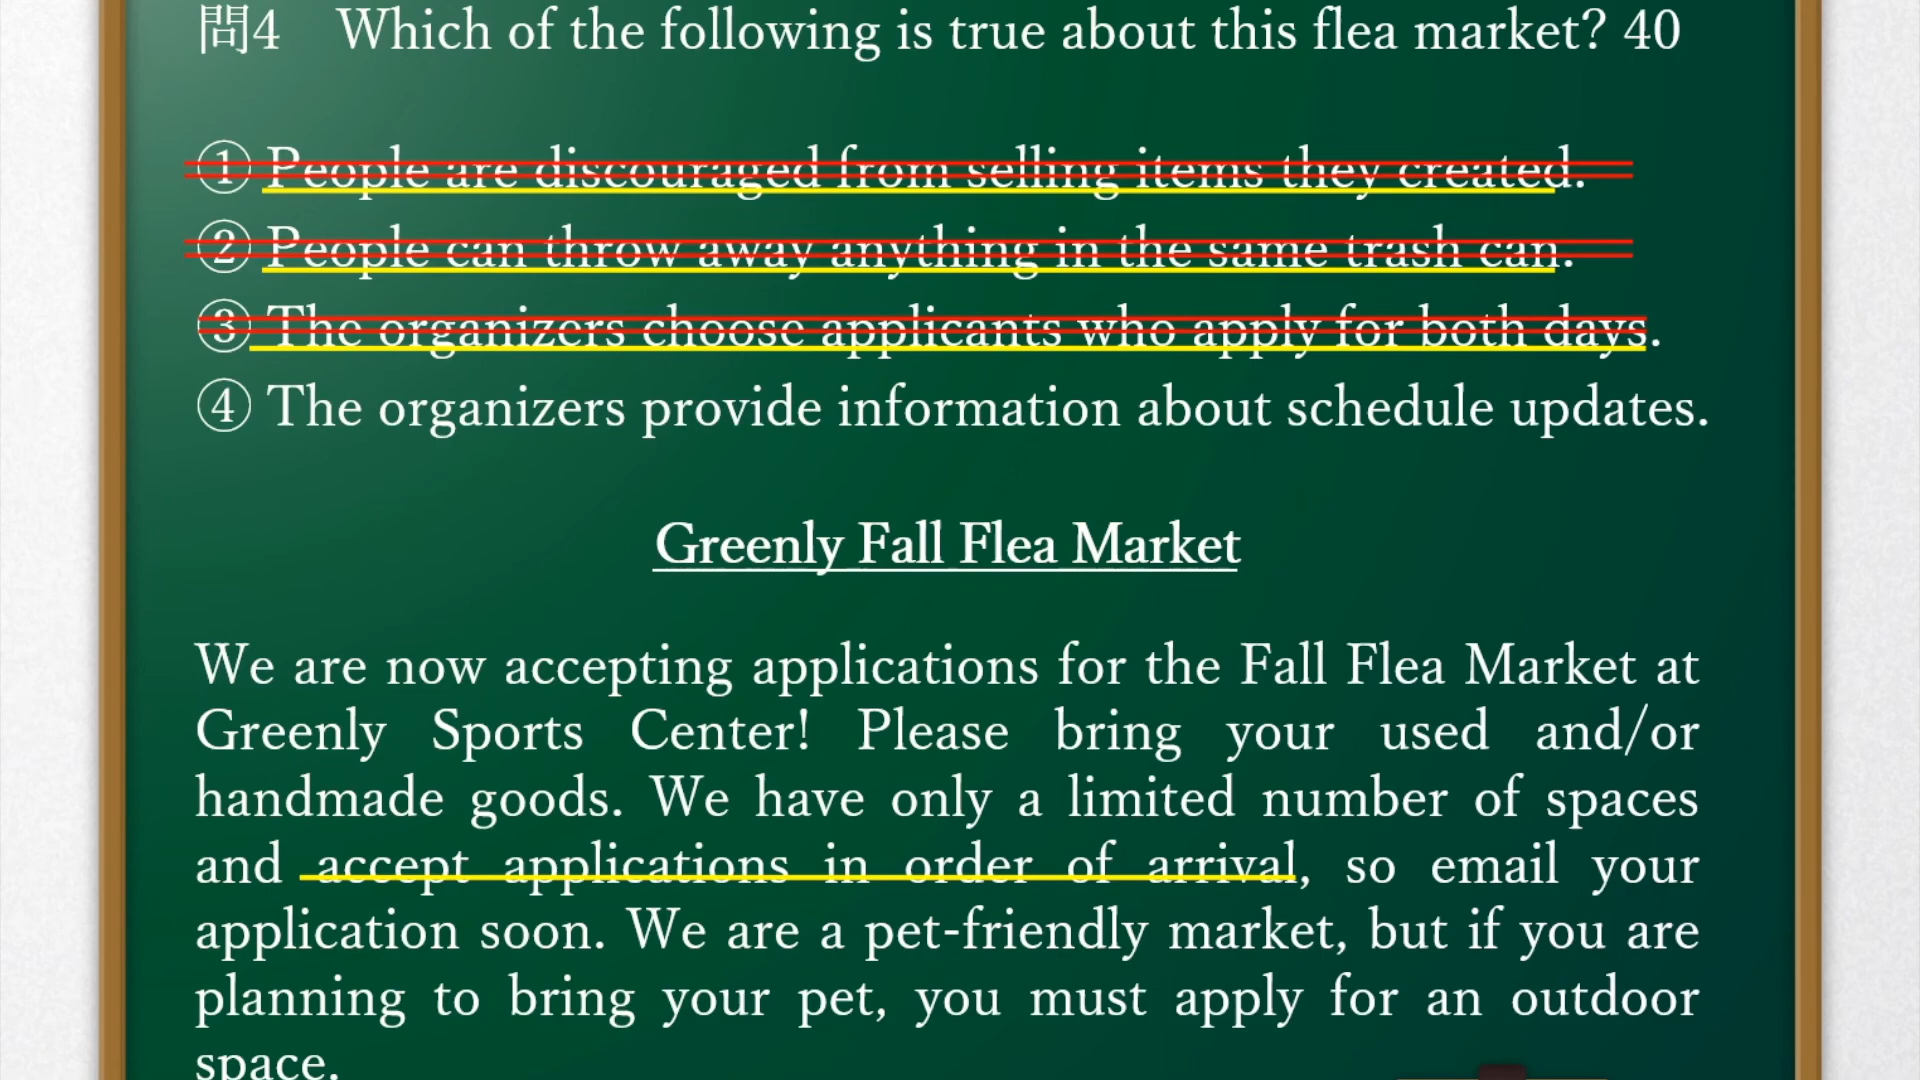 問4 Which of the following is true about this flea market? 40
① People are discouraged from selling items they created.
② People can throw away anything in the same trash can.
③ The organizers choose applicants who apply for both days.
④ The organizers provide information about schedule updates.
Greenly Fall Flea Market
We are now accepting applications for the Fall Flea Market at
Greenly Sports Center! Please bring your used and/or
handmade goods. We have only a limited number of spaces
and accept applications in order of arrival, so email your
application soon. We are a pet-friendly market, but if you are
planning to bring your pet, you must apply for an outdoor
space.